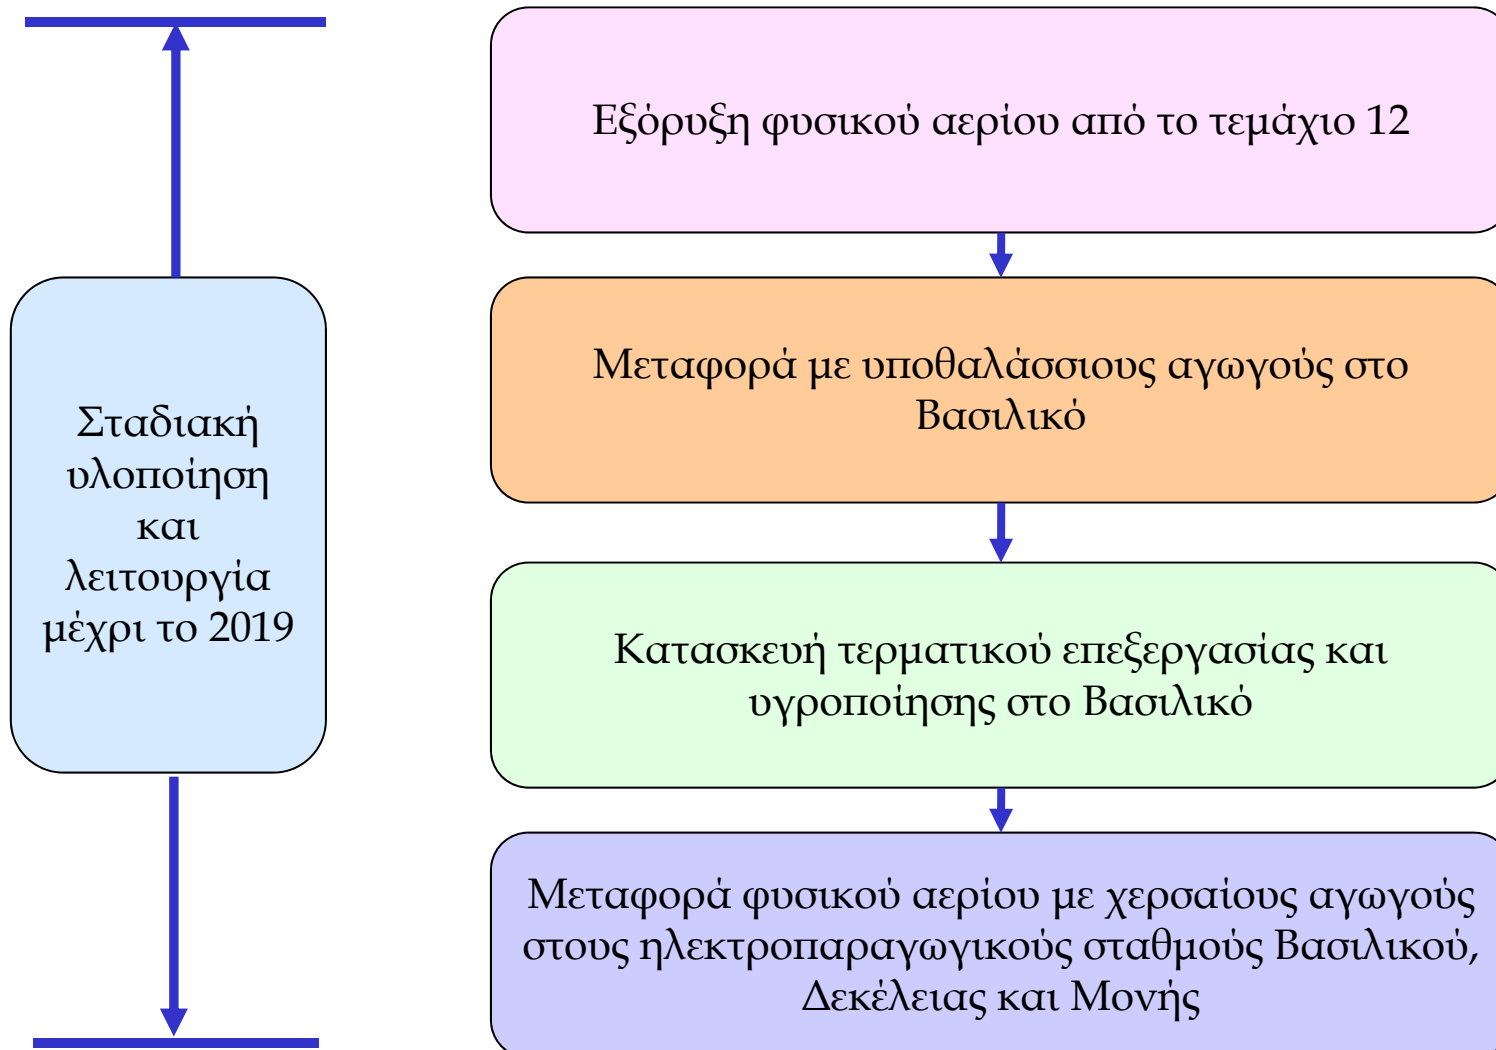 Εξόρυξη φυσικού αερίου από το τεμάχιο 12
Μεταφορά με υποθαλάσσιους αγωγούς στο
Βασιλικό
Σταδιακή
υλοποίηση
και
λειτουργία
μέχρι το 2019
Κατασκευή τερματικού επεξεργασίας και
υγροποίησης στο Βασιλικό
Μεταφορά φυσικού αερίου με χερσαίους αγωγούς
στους ηλεκτροπαραγωγικούς σταθμούς Βασιλικού,
Δεκέλειας και Μονής